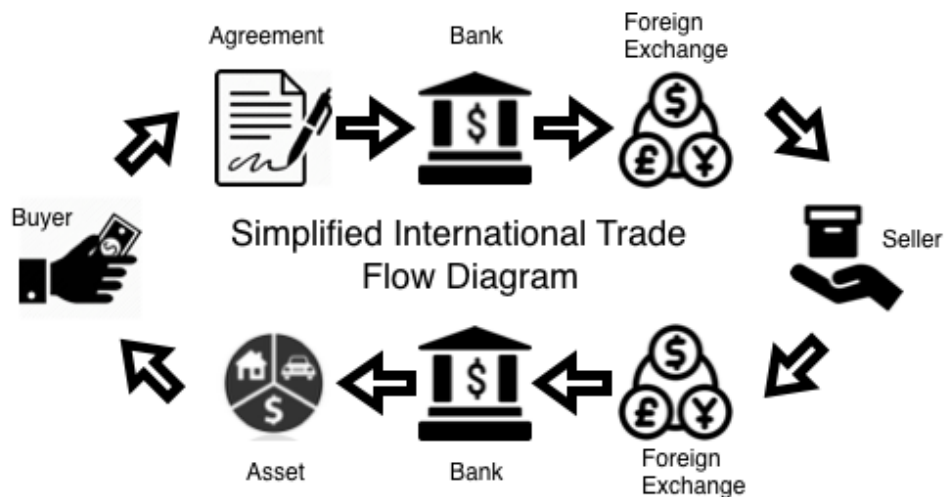 Agreement
Bank
Foreign
Exchange
$
$
£
¥
Buyer
$
Simplified International Trade
Flow Diagram
Seller
$
$
£
¥
$
Asset
Bank
Foreign
Exchange